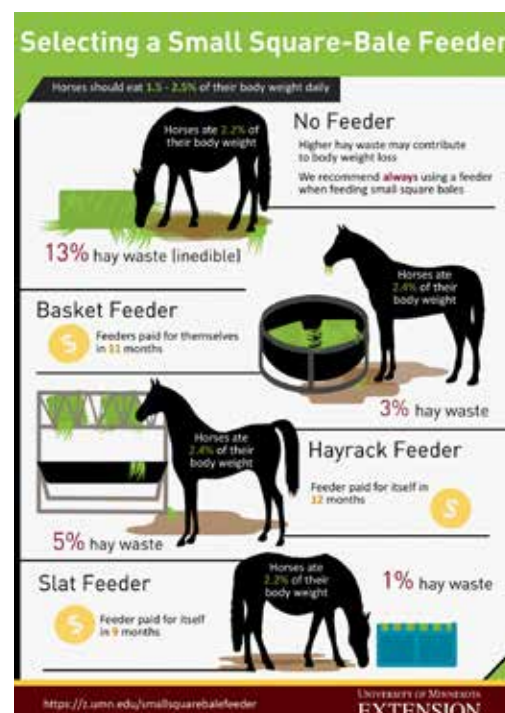 Selecting a Small Square-Bale Feeder
Horses should eat 1.5 - 2.5% of their body weight daily
Horses ate 2.2% of
their body weight
No Feeder
Higher hay waste may contribute
to body weight loss
We recommend always using a feeder
when feeding small square bales
13% hay waste (inedible)
Horses ate
2.4% of their
body weight
Basket Feeder
$
Feeders paid for themselves
in 11 months
3% hay waste
Horses ate
2.4% of their
body weight
Hayrack Feeder
Feeder paid for itself in
12 months
$
5% hay waste
Slat Feeder
$
Feeder paid for itself
in 9 months
Horses ate
2.2% of their
body weight
1% hay waste
https://z.umn.edu/smallsquarebalefeeder
UNIVERSITY OF MINNESOTA
EXTENSION